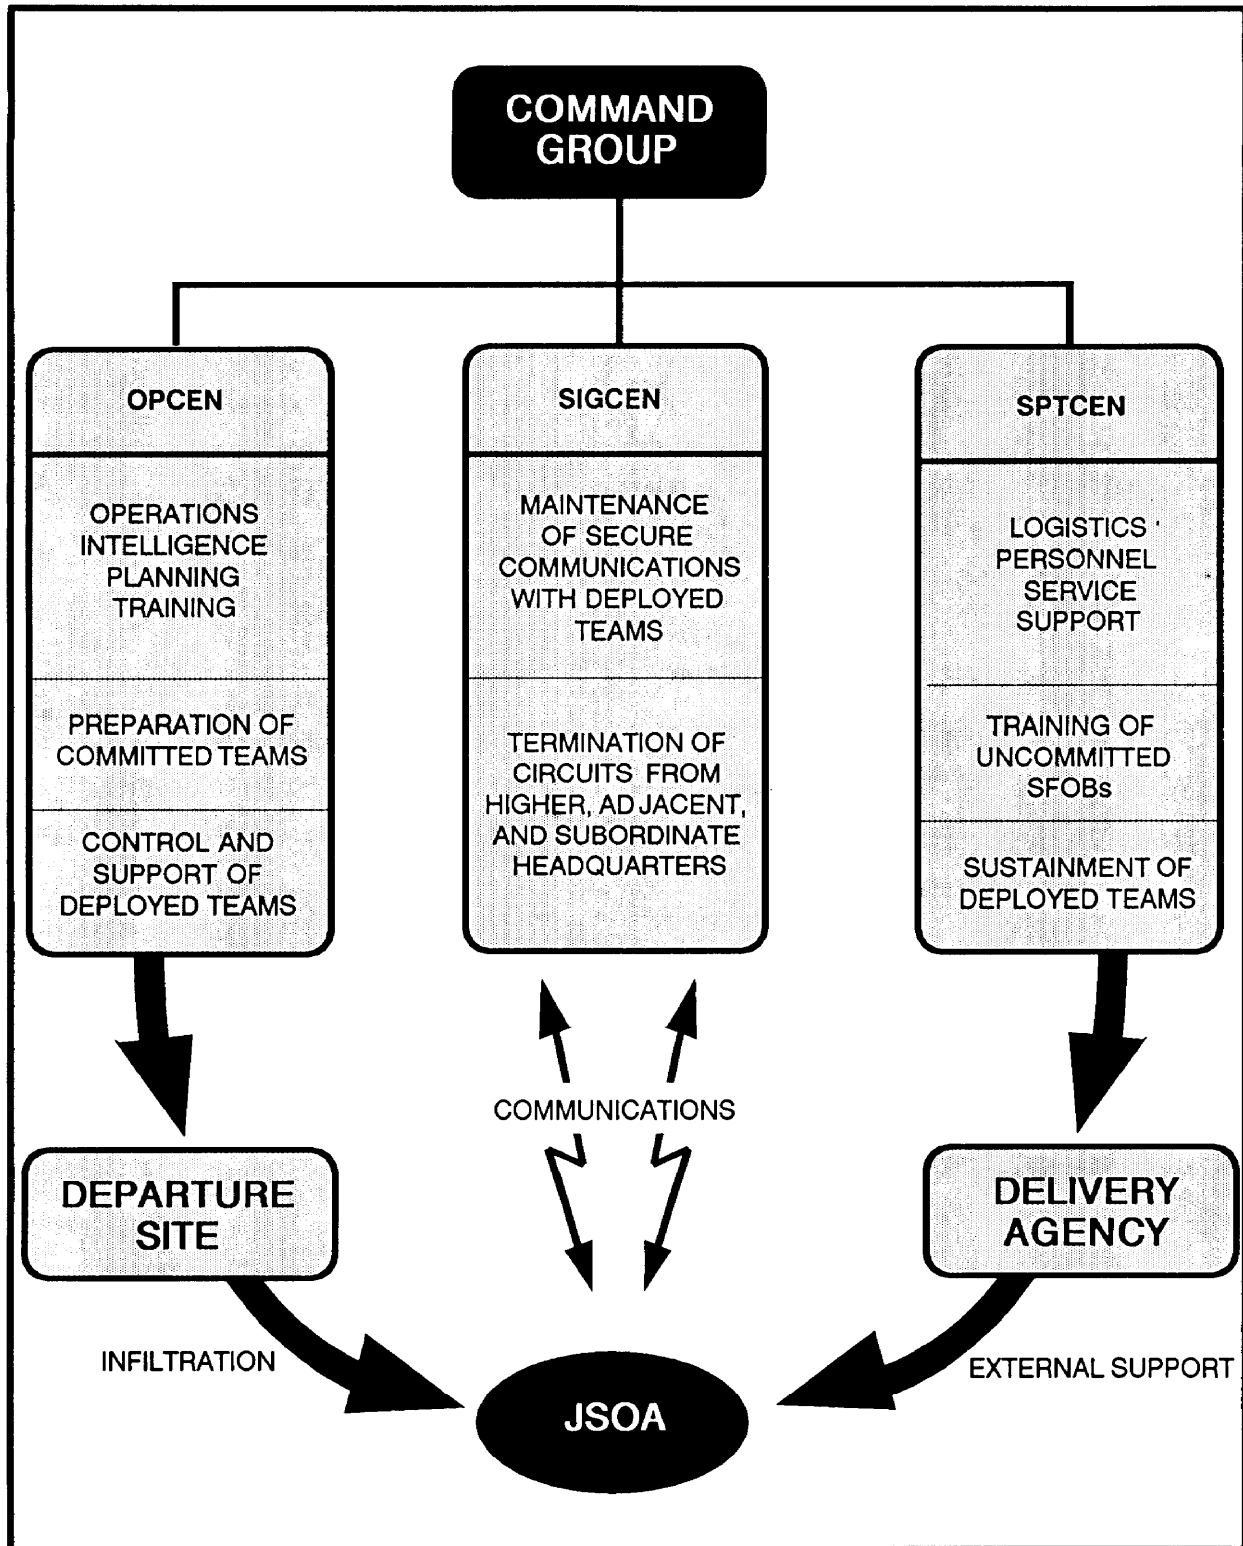 COMMAND
GROUP
OPCEN
OPERATIONS
INTELLIGENCE
PLANNING
TRAINING
PREPARATION OF
COMMITTED TEAMS
CONTROL AND
SUPPORT OF
DEPLOYED TEAMS
SIGCEN
MAINTENANCE
OF SECURE
COMMUNICATIONS
WITH DEPLOYED
TEAMS
TERMINATION OF
CIRCUITS FROM
HIGHER, ADJACENT,
AND SUBORDINATE
HEADQUARTERS
SPTCEN
LOGISTICS
PERSONNEL
SERVICE
SUPPORT
TRAINING OF
UNCOMMITTED
SFOBs
SUSTAINMENT OF
DEPLOYED TEAMS
COMMUNICATIONS
DEPARTURE
SITE
DELIVERY
AGENCY
INFILTRATION
EXTERNAL SUPPORT
JSOA